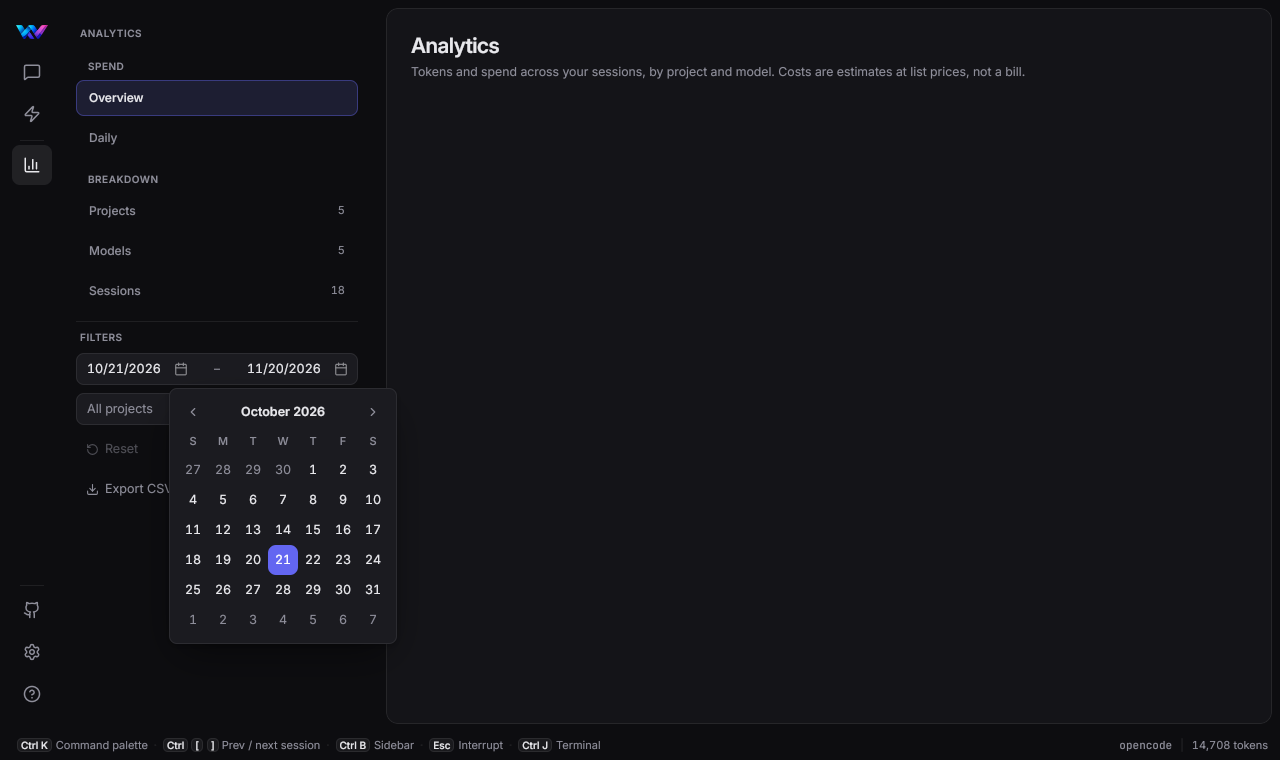 ANALYTICS
SPEND
Overview
Daily
BREAKDOWN
Projects 5
Models 5
Sessions 18
FILTERS
10/21/2026 – 11/20/2026
All projects
Reset
Export CSV
October 2026
S M T W T F S
27 28 29 30 1 2 3
4 5 6 7 8 9 10
11 12 13 14 15 16 17
18 19 20 21 22 23 24
25 26 27 28 29 30 31
1 2 3 4 5 6 7
Analytics
Tokens and spend across your sessions, by project and model. Costs are estimates at list prices, not a bill.
Ctrl K Command palette · Ctrl [ ] Prev / next session · Ctrl B Sidebar · Esc Interrupt · Ctrl J Terminal
opencode 14,708 tokens